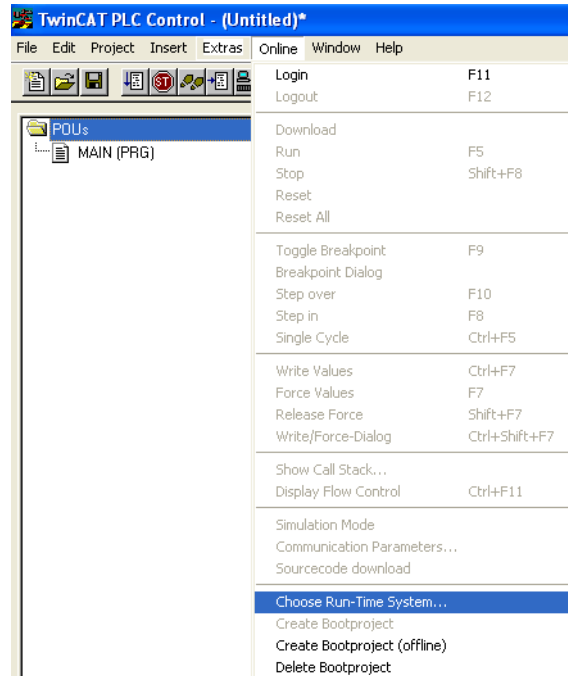 TwinCAT PLC Control - (Untitled)*
File Edit Project Insert Extras Online Window Help
POUs
MAIN (PRG)
Login F11
Logout F12
Download
Run F5
Stop Shift+F8
Reset
Reset All
Toggle Breakpoint F9
Breakpoint Dialog
Step over F10
Step in F8
Single Cycle Ctrl+F5
Write Values Ctrl+F7
Force Values F7
Release Force Shift+F7
Write/Force-Dialog Ctrl+Shift+F7
Show Call Stack...
Display Flow Control Ctrl+F11
Simulation Mode
Communication Parameters...
Sourcecode download
Choose Run-Time System...
Create Bootproject
Create Bootproject (offline)
Delete Bootproject